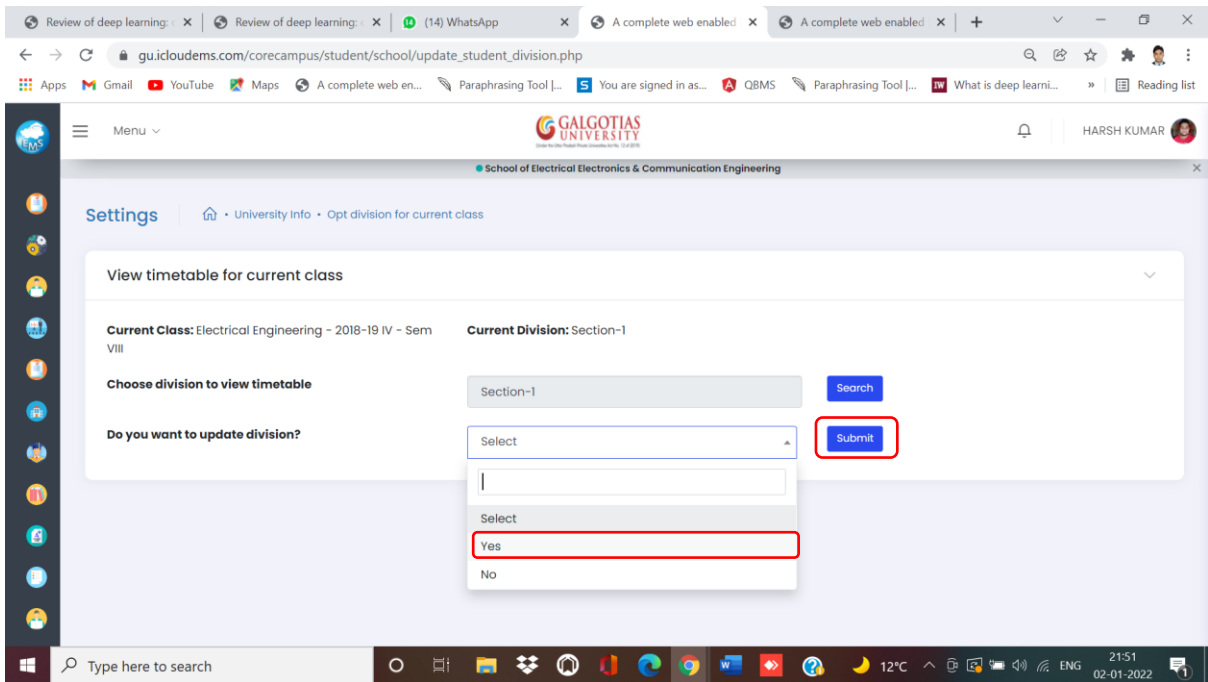 Review of deep learning: c
Review of deep learning: c
(14) WhatsApp
A complete web enabled
A complete web enabled
gu.icloudems.com/corecampus/student/school/update_student_division.php
Apps
Gmail
YouTube
Maps
A complete web en...
Paraphrasing Tool |...
You are signed in as...
QBMS
Paraphrasing Tool |...
What is deep learni...
»
Reading list
EMS
Menu
GALGOTIAS
UNIVERSITY
HARSH KUMAR
School of Electrical Electronics & Communication Engineering
Settings
• University Info • Opt division for current class
View timetable for current class
Current Class: Electrical Engineering - 2018-19 IV - Sem
VIII
Current Division: Section-1
Choose division to view timetable
Section-1
Search
Do you want to update division?
Select
Submit
Select
Yes
No
Type here to search
12°C
ENG
21:51
02-01-2022
1